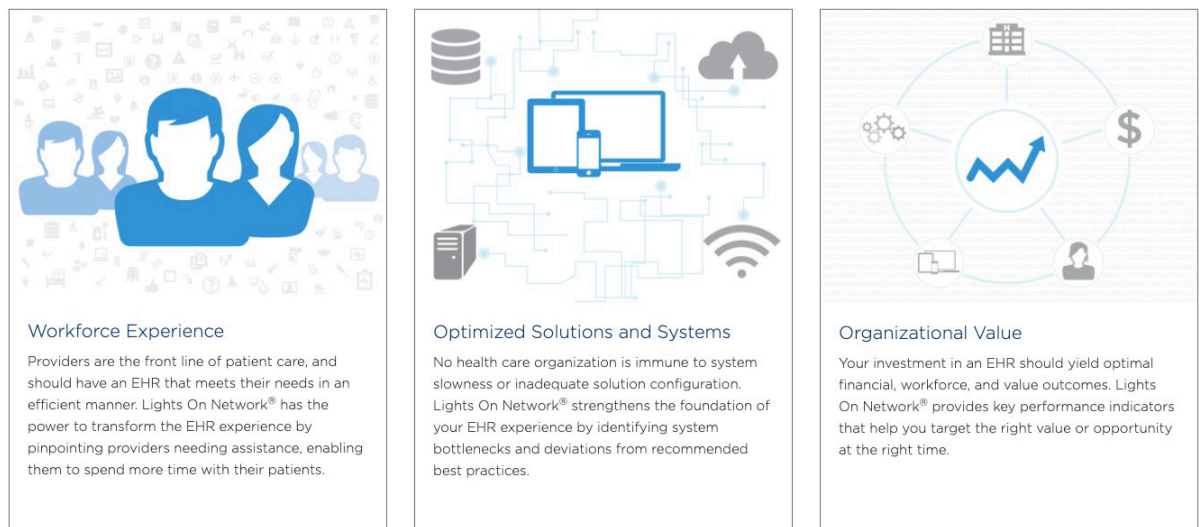 Workforce Experience
Providers are the front line of patient care, and
should have an EHR that meets their needs in an
efficient manner. Lights On Network® has the
power to transform the EHR experience by
pinpointing providers needing assistance, enabling
them to spend more time with their patients.
Optimized Solutions and Systems
No health care organization is immune to system
slowness or inadequate solution configuration.
Lights On Network® strengthens the foundation of
your EHR experience by identifying system
bottlenecks and deviations from recommended
best practices.
Organizational Value
Your investment in an EHR should yield optimal
financial, workforce, and value outcomes. Lights
On Network® provides key performance indicators
that help you target the right value or opportunity
at the right time.